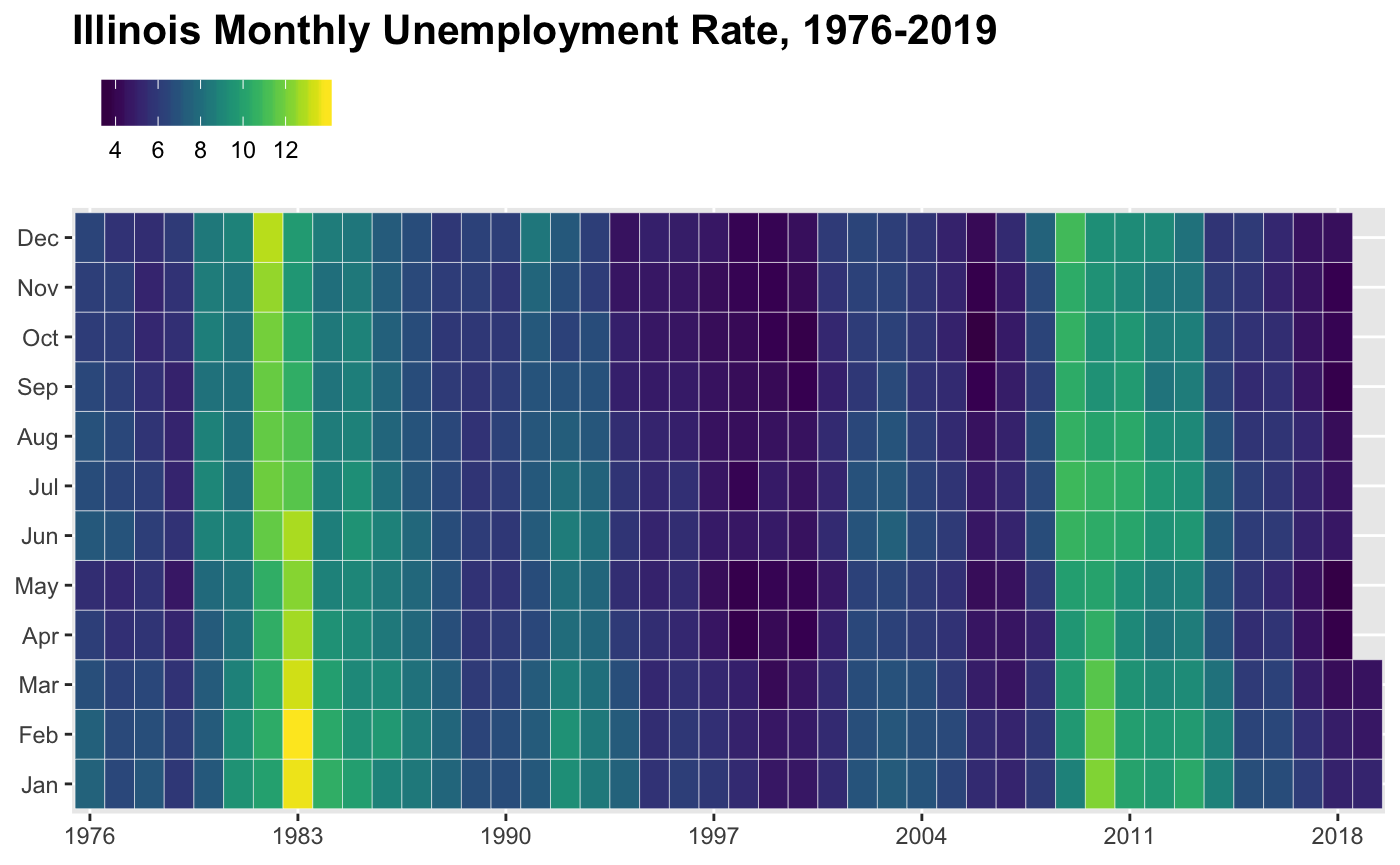 Illinois Monthly Unemployment Rate, 1976-2019
4 6 8 10 12
Dec
Nov
Oct
Sep
Aug
Jul
Jun
May
Apr
Mar
Feb
Jan
1976 1983 1990 1997 2004 2011 2018